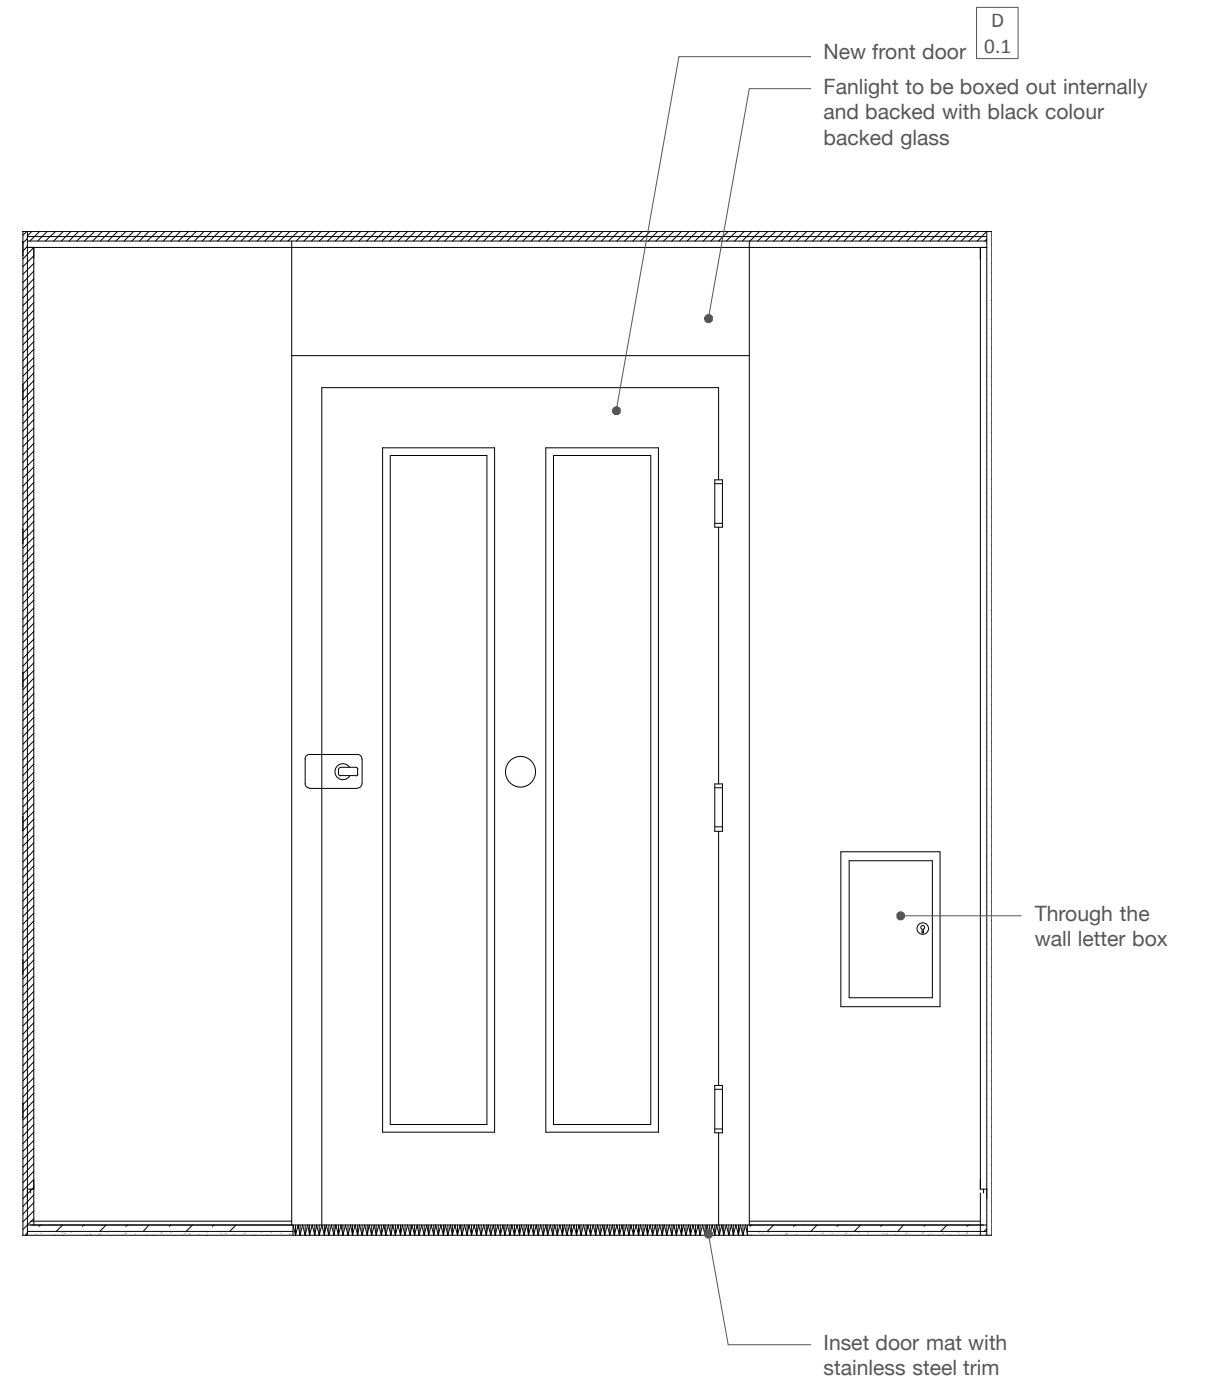 D
New front door 0.1
Fanlight to be boxed out internally
and backed with black colour
backed glass
Through the
wall letter box
Inset door mat with
stainless steel trim